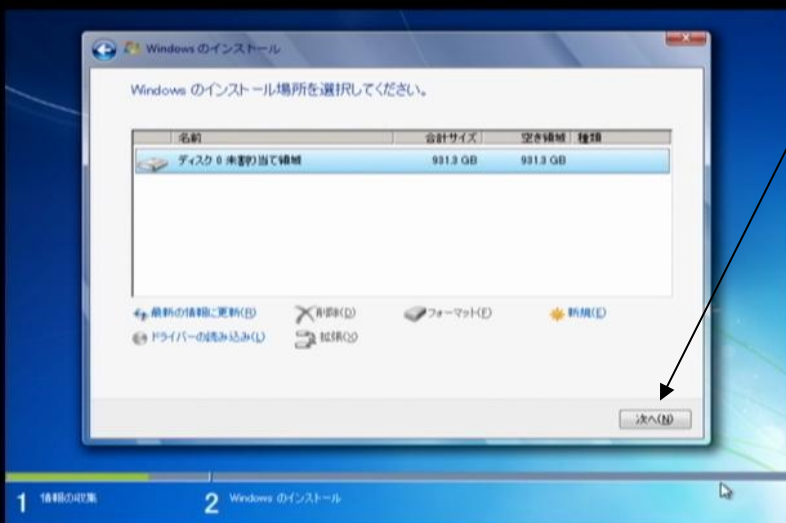 Windows のインストール
Windows のインストール場所を選択してください。
名前 合計サイズ 空き領域 種類
ディスク 0 未割り当て領域 931.3 GB 931.3 GB
最新の情報に更新(R) 削除(D) フォーマット(F) 新規(E)
ドライバーの読み込み(L) 拡張(X)
次へ(N)
1 情報の収集 2 Windows のインストール